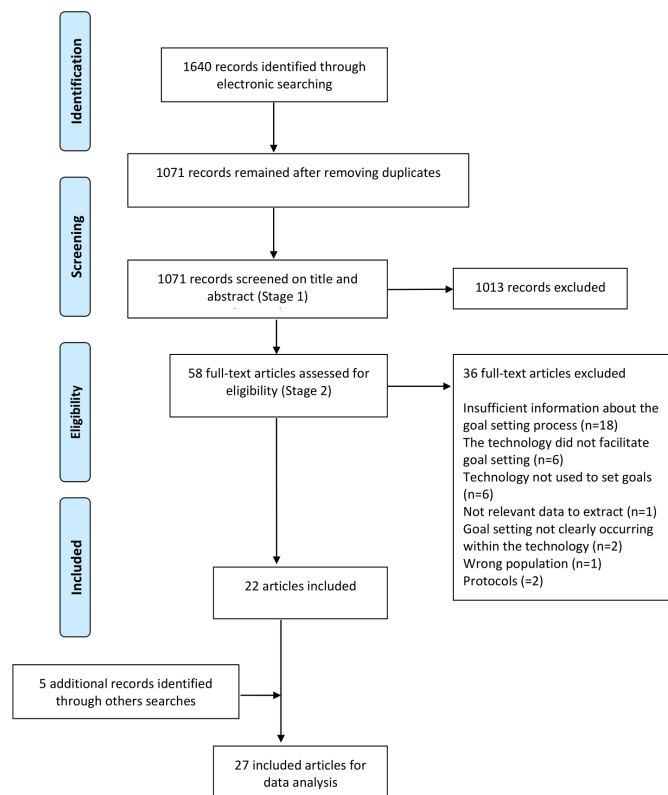 Identification
1640 records identified through
electronic searching
1071 records remained after removing duplicates
Screening
1071 records screened on title and
abstract (Stage 1)
1013 records excluded
Eligibility
58 full-text articles assessed for
eligibility (Stage 2)
36 full-text articles excluded
Insufficient information about the
goal setting process (n=18)
The technology did not facilitate
goal setting (n=6)
Technology not used to set goals
(n=6)
Not relevant data to extract (n=1)
Goal setting not clearly occurring
within the technology (n=2)
Wrong population (n=1)
Protocols (=2)
Included
22 articles included
5 additional records identified
through others searches
27 included articles for
data analysis